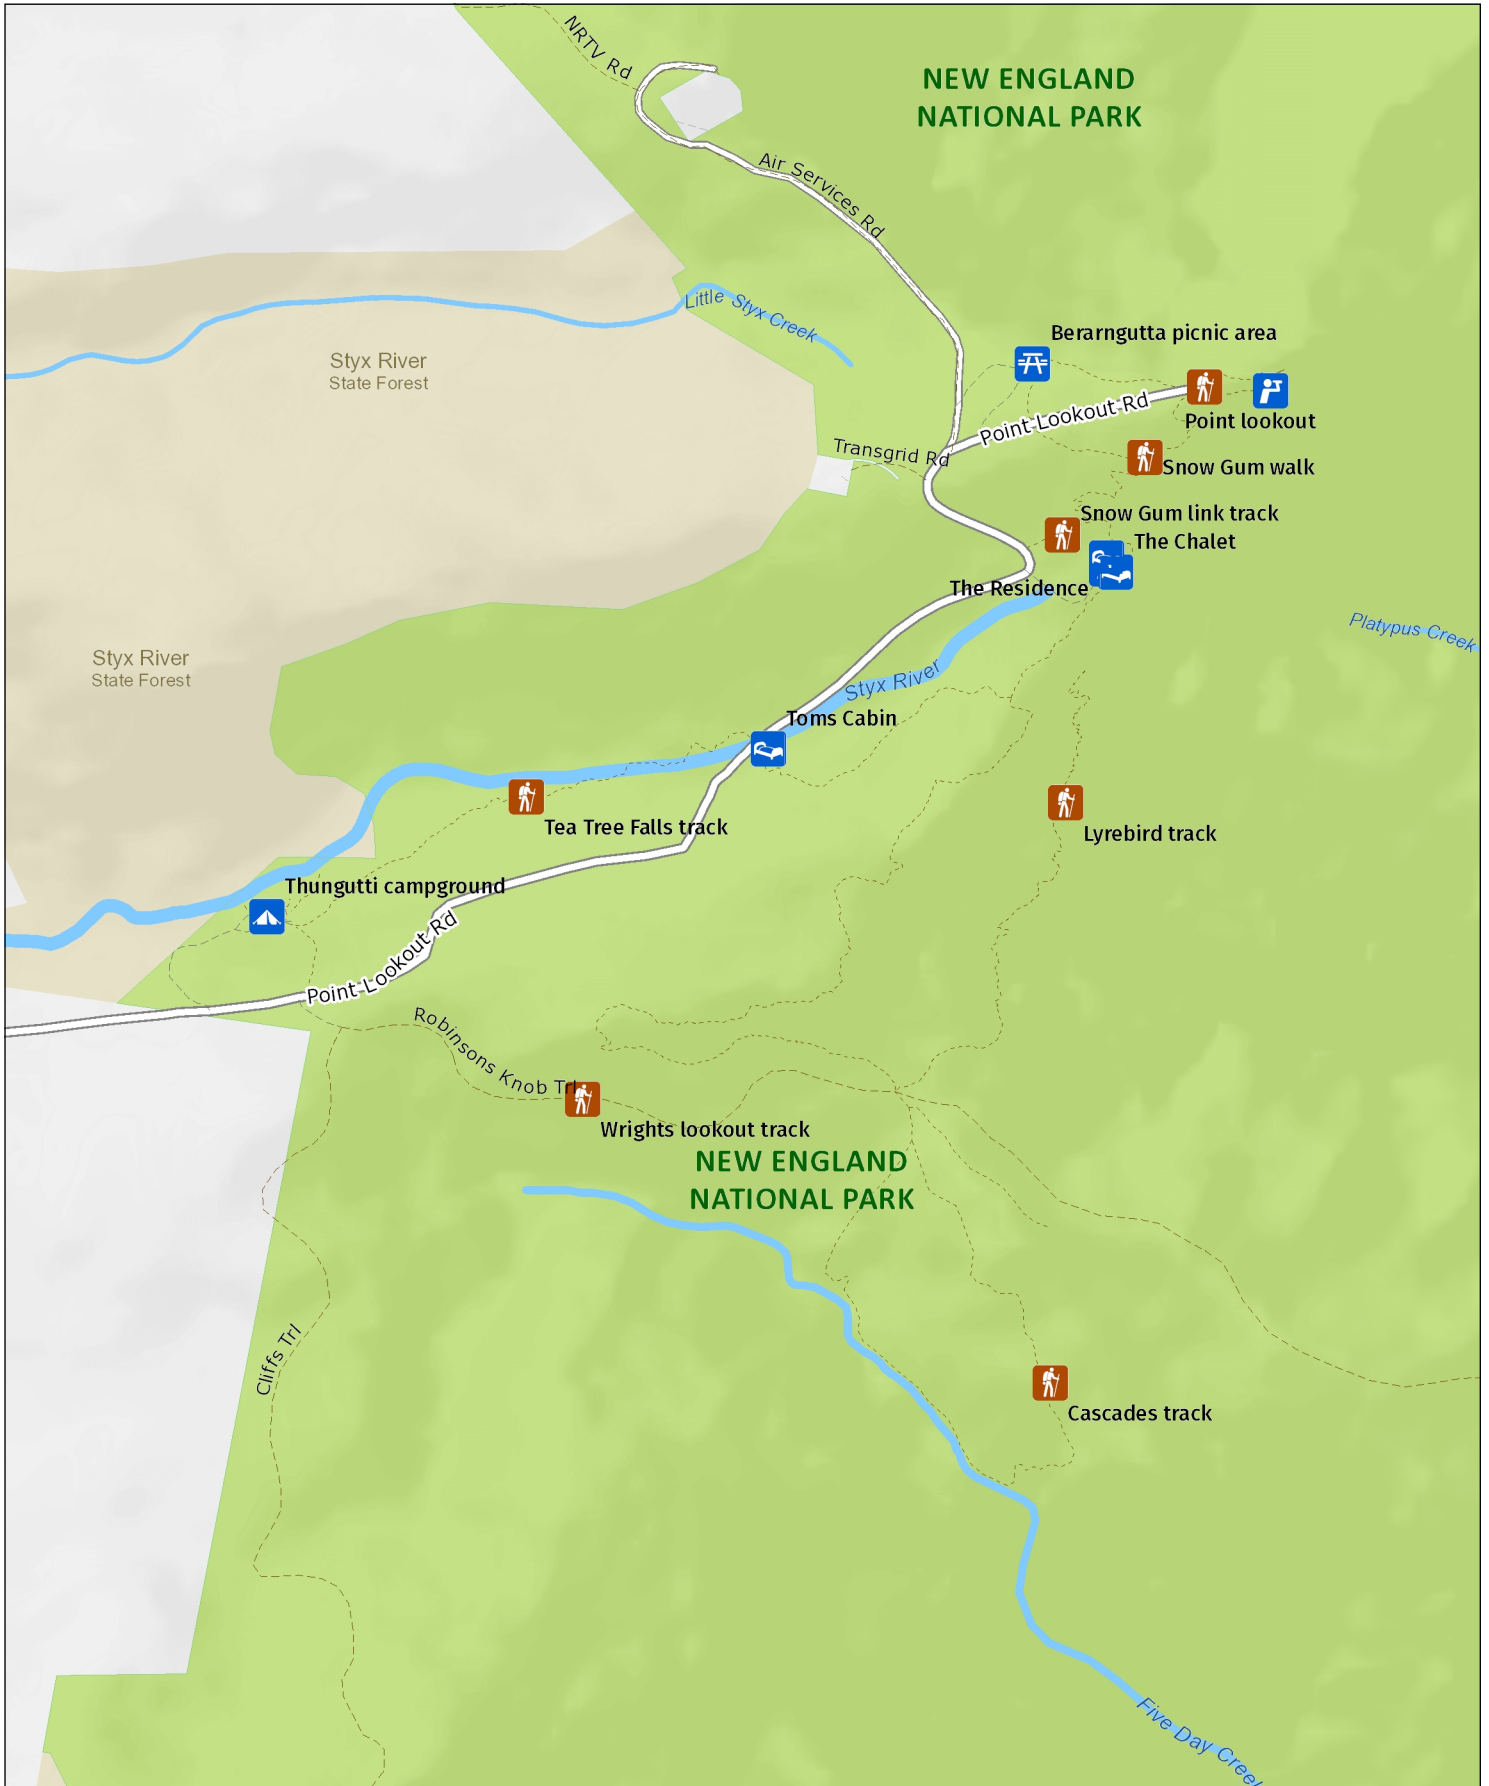 NRTV Rd
NEW ENGLAND
NATIONAL PARK
Air Services Rd
Little Styx Creek
Berarngutta picnic area
Styx River
State Forest
Point Lookout Rd
Point lookout
Transgrid Rd
Snow Gum walk
Snow Gum link track
The Chalet
The Residence
Platypus Creek
Styx River
State Forest
Styx River
Toms Cabin
Tea Tree Falls track
Lyrebird track
Thungutti campground
Point Lookout Rd
Robinsons Knob Trl
Wrights lookout track
NEW ENGLAND
NATIONAL PARK
Cliffs Trl
Cascades track
Five Day Creek